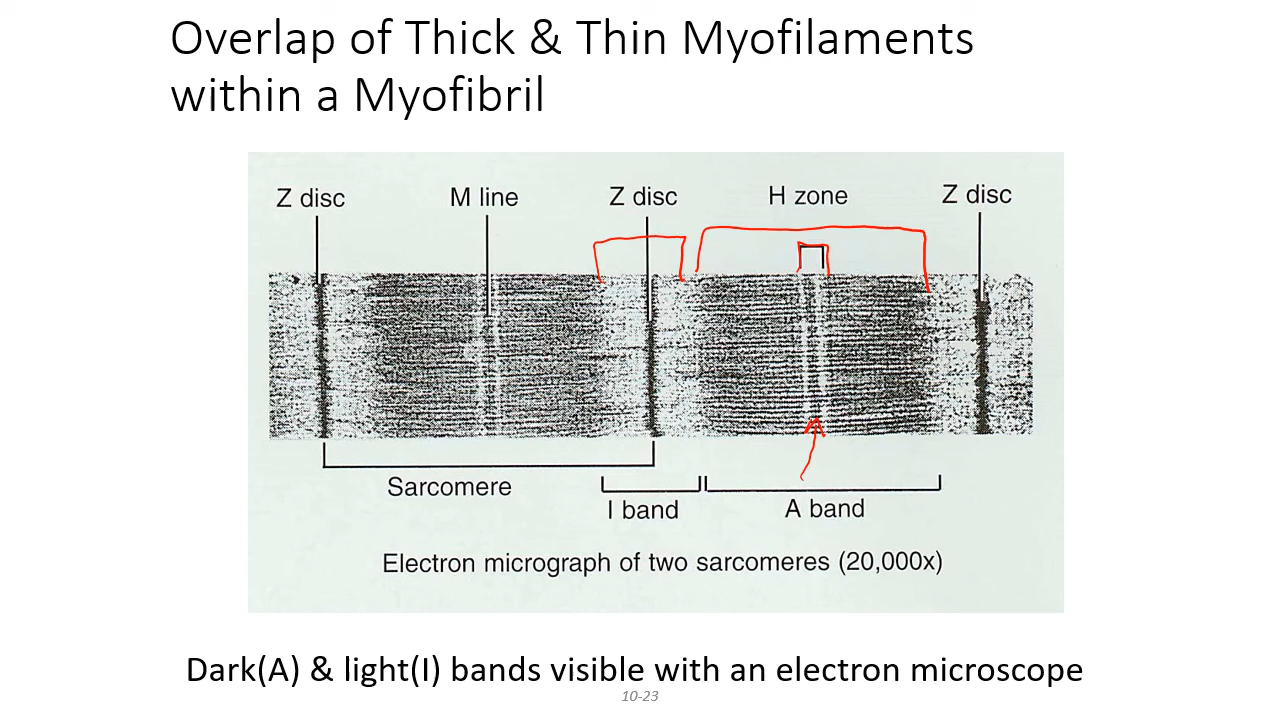 Overlap of Thick & Thin Myofilaments
within a Myofibril
Z disc M line Z disc H zone Z disc
Sarcomere
I band A band
Electron micrograph of two sarcomeres (20,000x)
Dark(A) & light(I) bands visible with an electron microscope
10-23